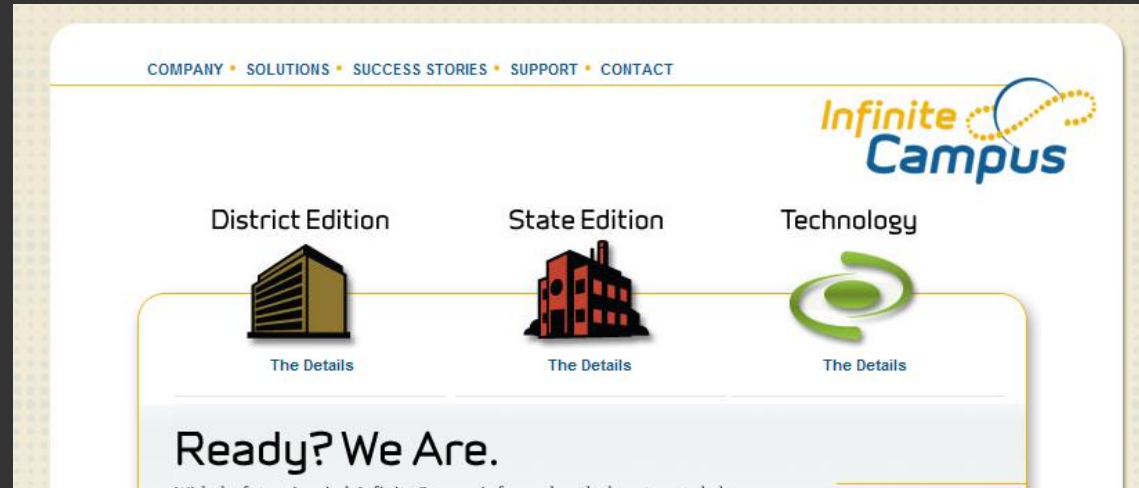 COMPANY • SOLUTIONS • SUCCESS STORIES • SUPPORT • CONTACT
Infinite
Campus
District Edition State Edition Technology
The Details The Details The Details
Ready? We Are.